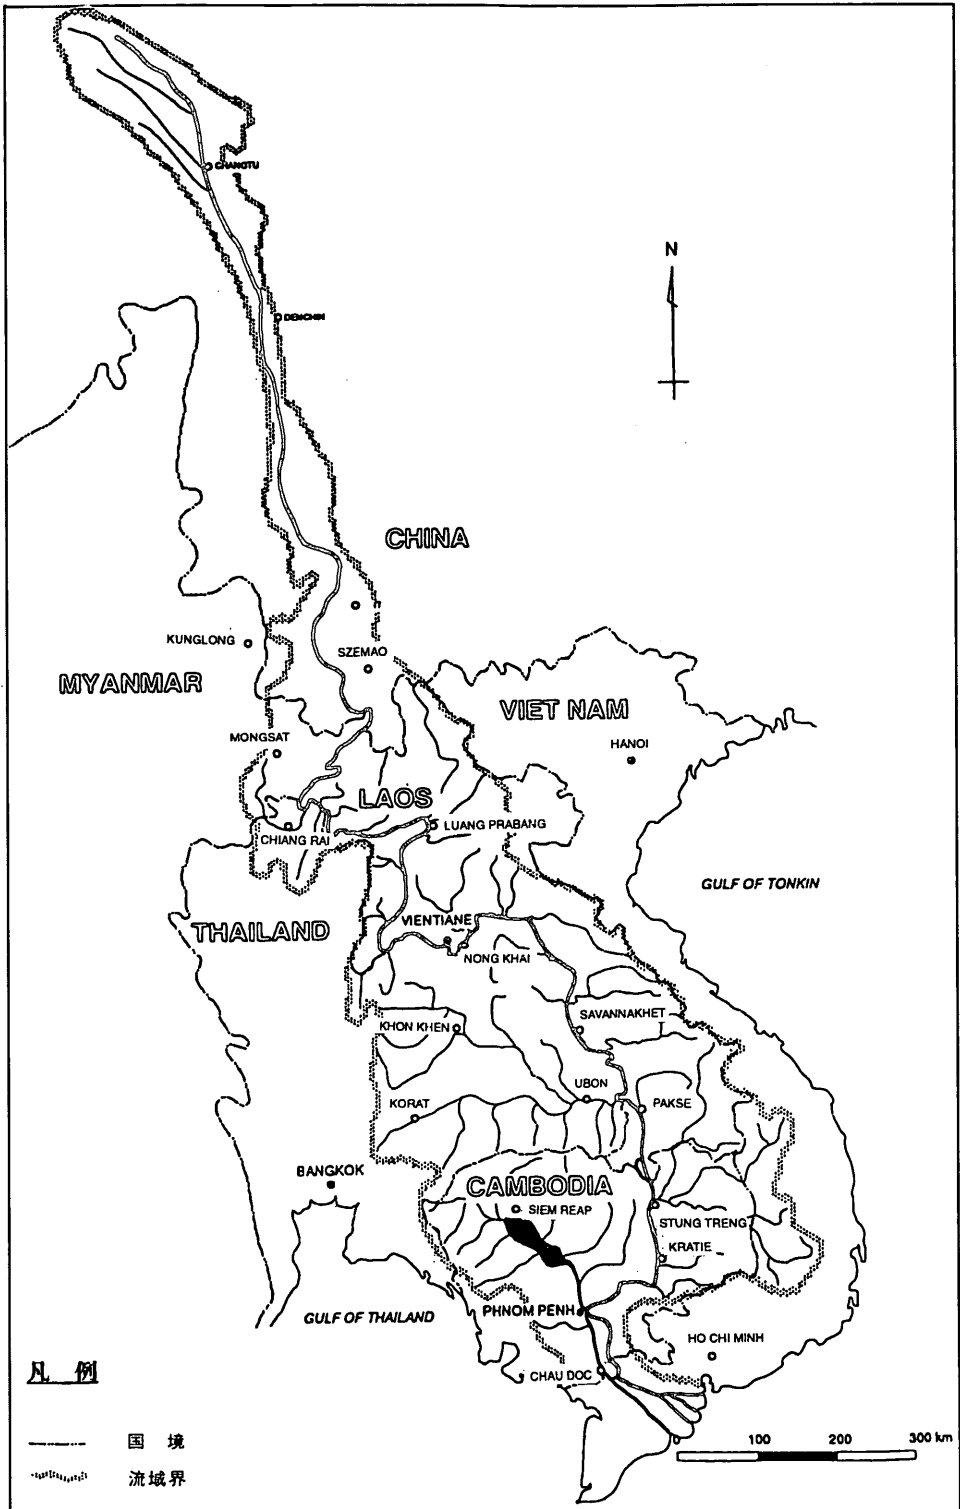 CHANGTU
N
DENCHIN
CHINA
KUNGLONG
SZEMAO
MYANMAR
VIET NAM
MONGSAT
HANOI
LAOS
LUANG PRABANG
CHIANG RAI
GULF OF TONKIN
THAILAND
VIENTIANE
NONG KHAI
SAVANNAKHET
KHON KHEN
UBON
KORAT
PAKSE
BANGKOK
CAMBODIA
SIEM REAP
STUNG TRENG
KRATIE
PHNOM PENH
GULF OF THAILAND
HO CHI MINH
CHAU DOC
凡 例
国 境
流域界
0 100 200 300 km